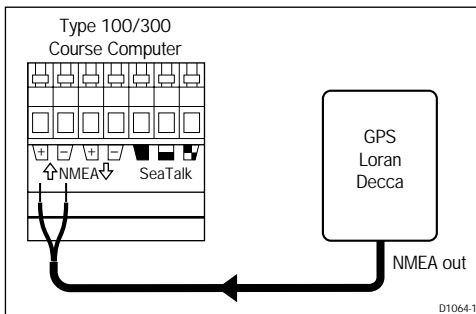 Type 100/300
Course Computer
+ − + −
NMEA SeaTalk
GPS
Loran
Decca
NMEA out
D1064-1